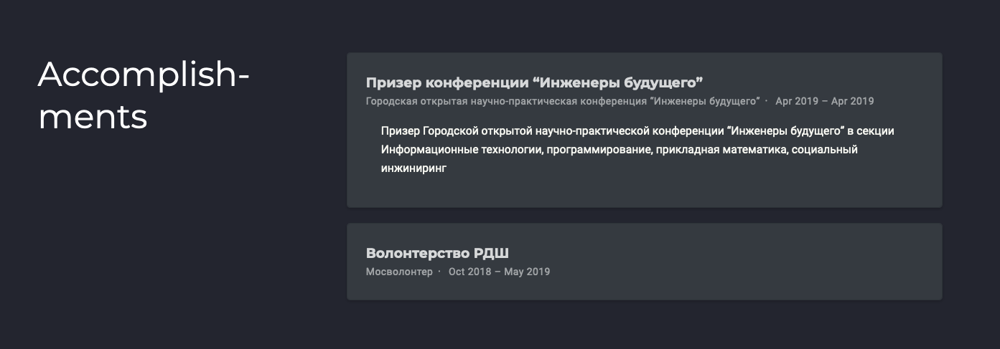 Accomplish-
ments
Призер конференции “Инженеры будущего”
Городская открытая научно-практическая конференция “Инженеры будущего” · Apr 2019 – Apr 2019
Призер Городской открытой научно-практической конференции “Инженеры будущего” в секции
Информационные технологии, программирование, прикладная математика, социальный
инжиниринг
Волонтерство РДШ
Мосволонтер · Oct 2018 – May 2019